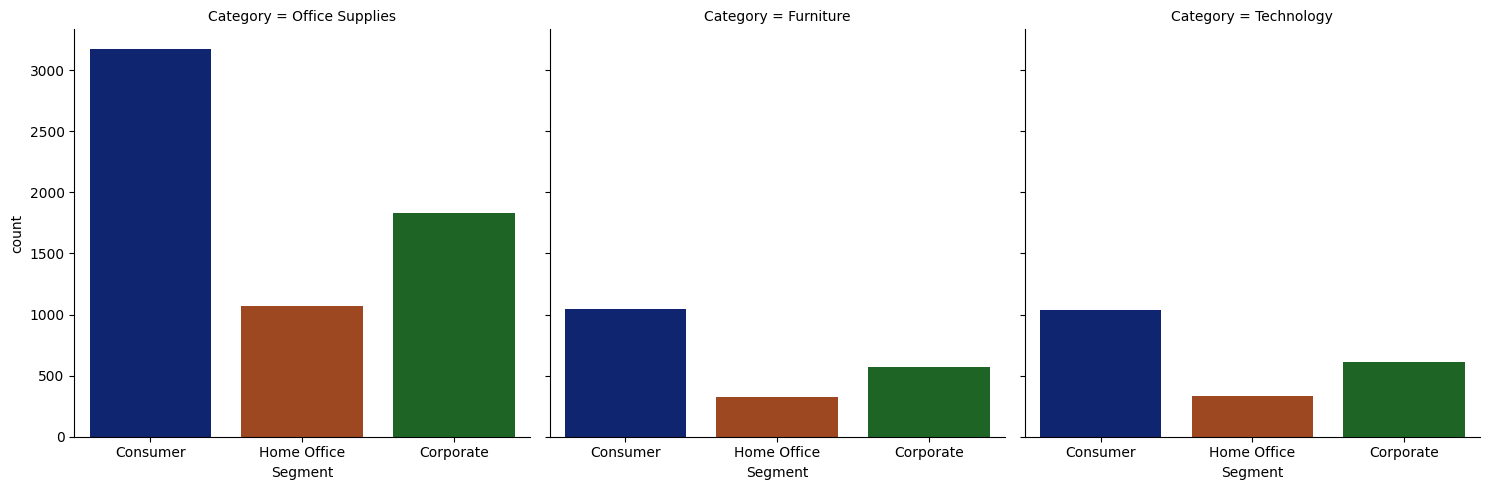 Category = Office Supplies
Category = Furniture
Category = Technology
3000
2500
2000
1500
1000
500
0
count
Consumer Home Office Corporate
Segment
Consumer Home Office Corporate
Segment
Consumer Home Office Corporate
Segment